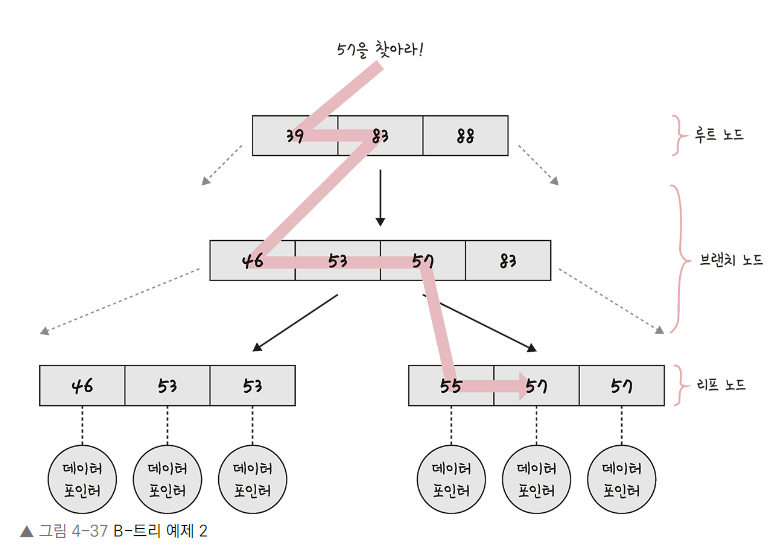 57을 찾아라!
39 83 88
루트 노드
46 53 57 83
브랜치 노드
46 53 53 55 57 57
리프 노드
데이터 데이터 데이터 데이터 데이터 데이터
포인터 포인터 포인터 포인터 포인터 포인터
▲ 그림 4-37 B-트리 예제 2